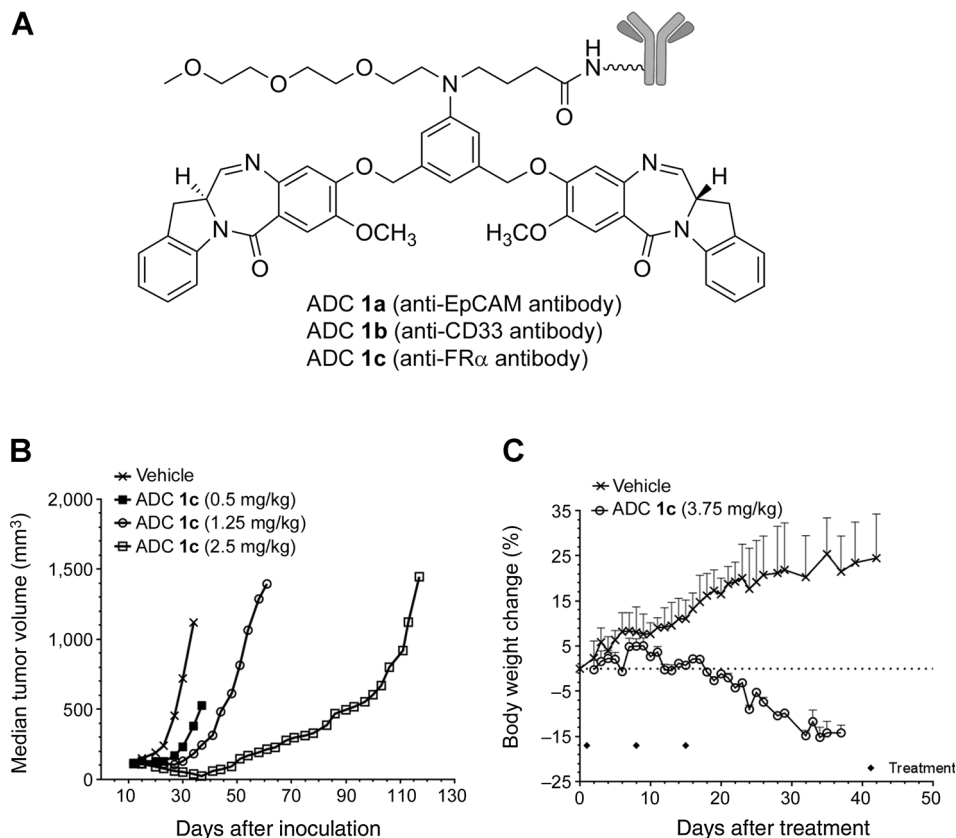 A
O
O
O
N
H
N
O
H
N
O
O
N
H
N
O
OCH3
H3CO
O
N
ADC 1a (anti-EpCAM antibody)
ADC 1b (anti-CD33 antibody)
ADC 1c (anti-FRα antibody)
B
Vehicle
ADC 1c (0.5 mg/kg)
ADC 1c (1.25 mg/kg)
ADC 1c (2.5 mg/kg)
Median tumor volume (mm3)
2,000
1,500
1,000
500
0
10 30 50 70 90 110 130
Days after inoculation
C
Vehicle
ADC 1c (3.75 mg/kg)
Body weight change (%)
35
25
15
5
–5
–15
–25
Treatment
0 10 20 30 40 50
Days after treatment